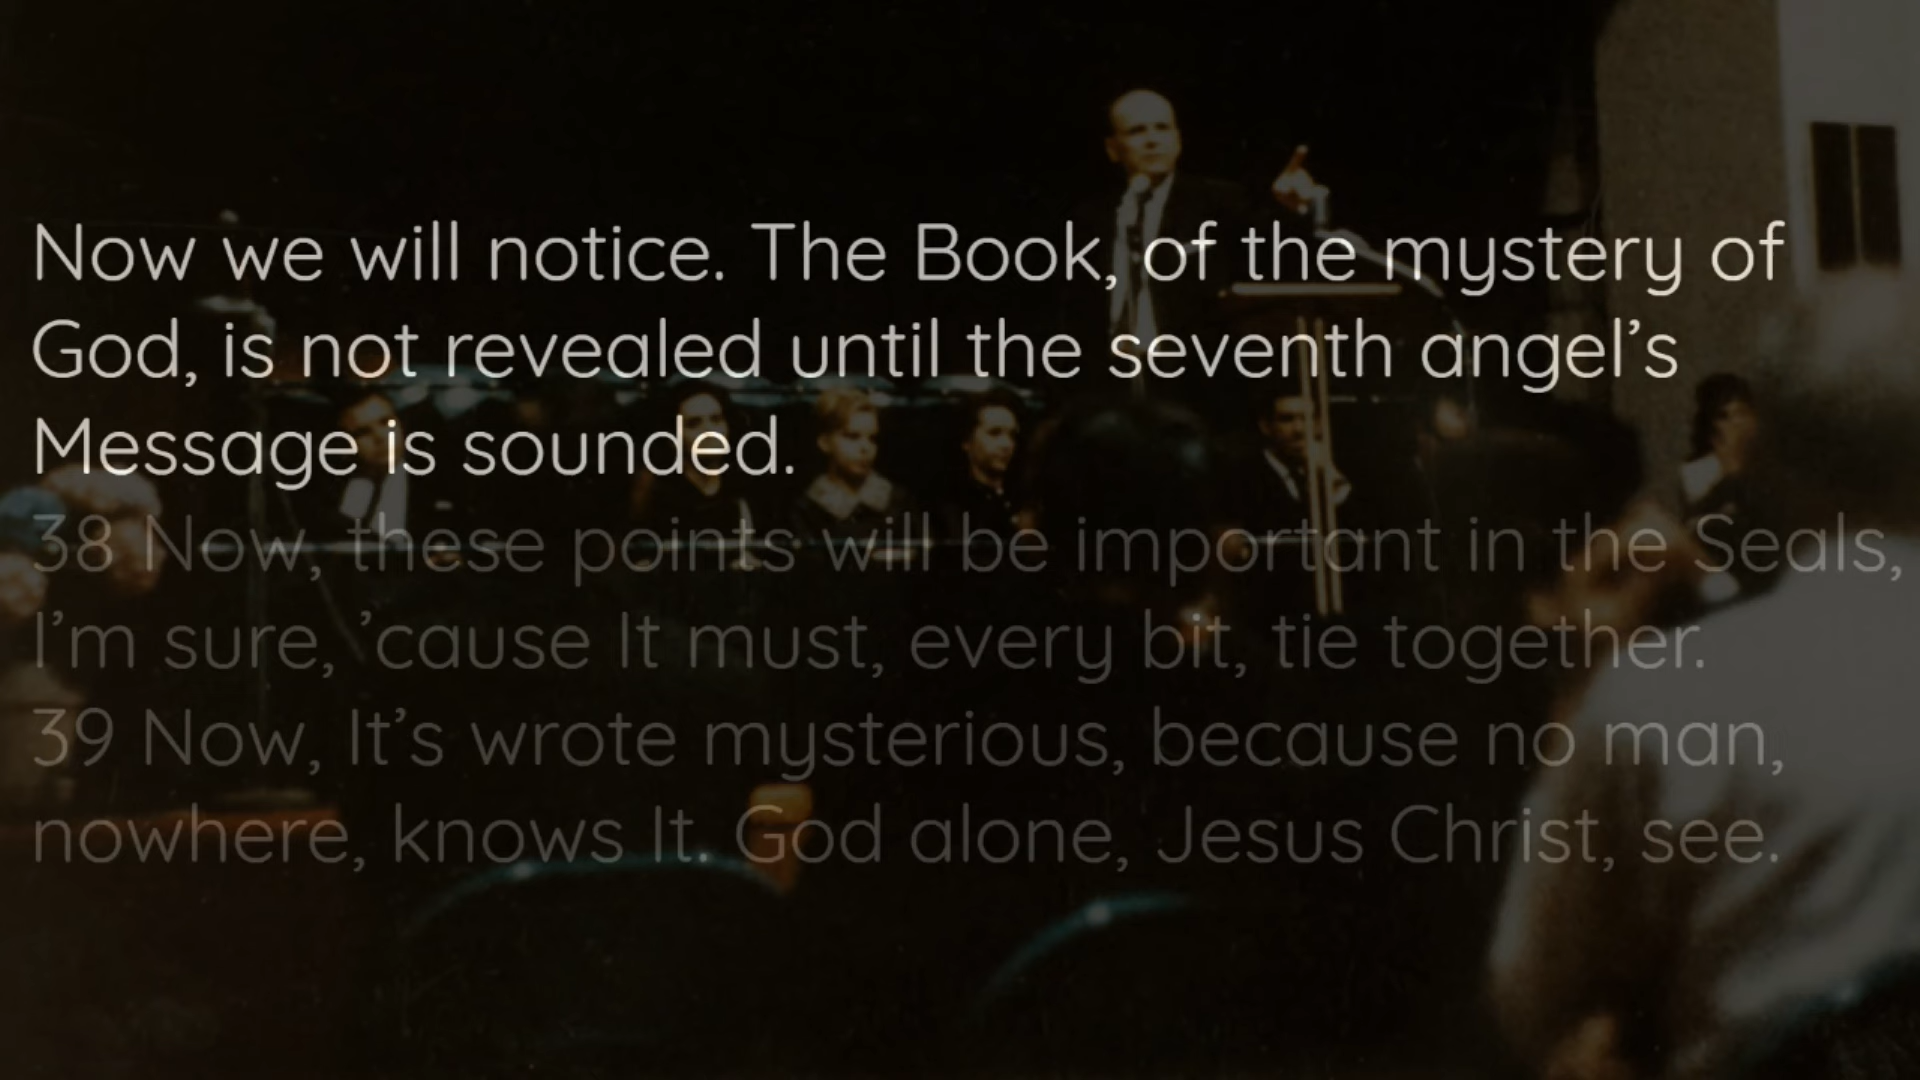 Now we will notice. The Book, of the mystery of
God, is not revealed until the seventh angel’s
Message is sounded.
38 Now, these points will be important in the Seals,
I’m sure, ’cause It must, every bit, tie together.
39 Now, It’s wrote mysterious, because no man,
nowhere, knows It. God alone, Jesus Christ, see.